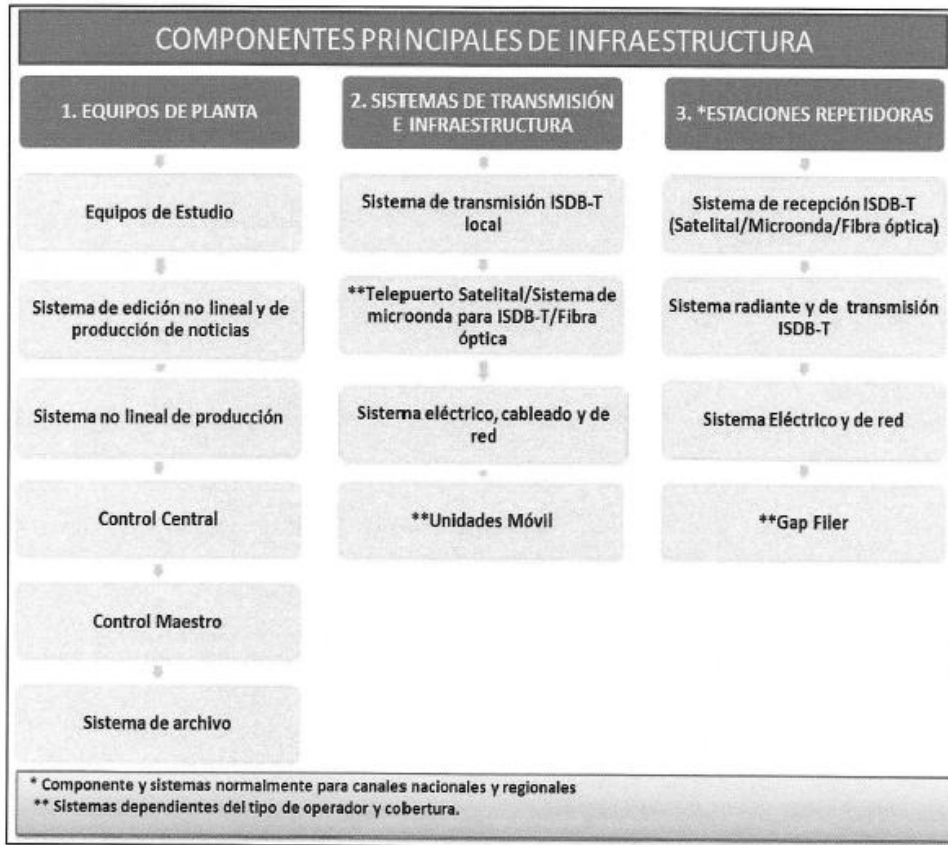 COMPONENTES PRINCIPALES DE INFRAESTRUCTURA
1. EQUIPOS DE PLANTA
Equipos de Estudio
Sistema de edición no lineal y de
producción de noticias
Sistema no lineal de producción
Control Central
Control Maestro
Sistema de archivo
2. SISTEMAS DE TRANSMISIÓN
E INFRAESTRUCTURA
Sistema de transmisión ISDB-T
local
**Telepuerto Satelital/Sistema de
microonda para ISDB-T/Fibra
óptica
Sistema eléctrico, cableado y de
red
**Unidades Móvil
3. *ESTACIONES REPETIDORAS
Sistema de recepción ISDB-T
(Satelital/Microonda/Fibra óptica)
Sistema radiante y de transmisión
ISDB-T
Sistema Eléctrico y de red
**Gap Filer
* Componente y sistemas normalmente para canales nacionales y regionales
** Sistemas dependientes del tipo de operador y cobertura.